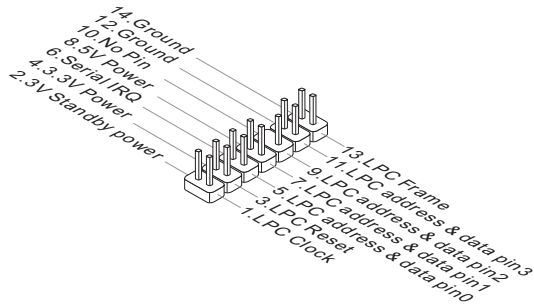 14.Ground
12.Ground
10.No Pin
8.5V Power
6.Serial IRQ
4.3.3V Power
2.3V Standby power
13.LPC Frame
11.LPC address & data pin3
9.LPC address & data pin2
7.LPC address & data pin1
5.LPC address & data pin0
3.LPC Reset
1.LPC Clock